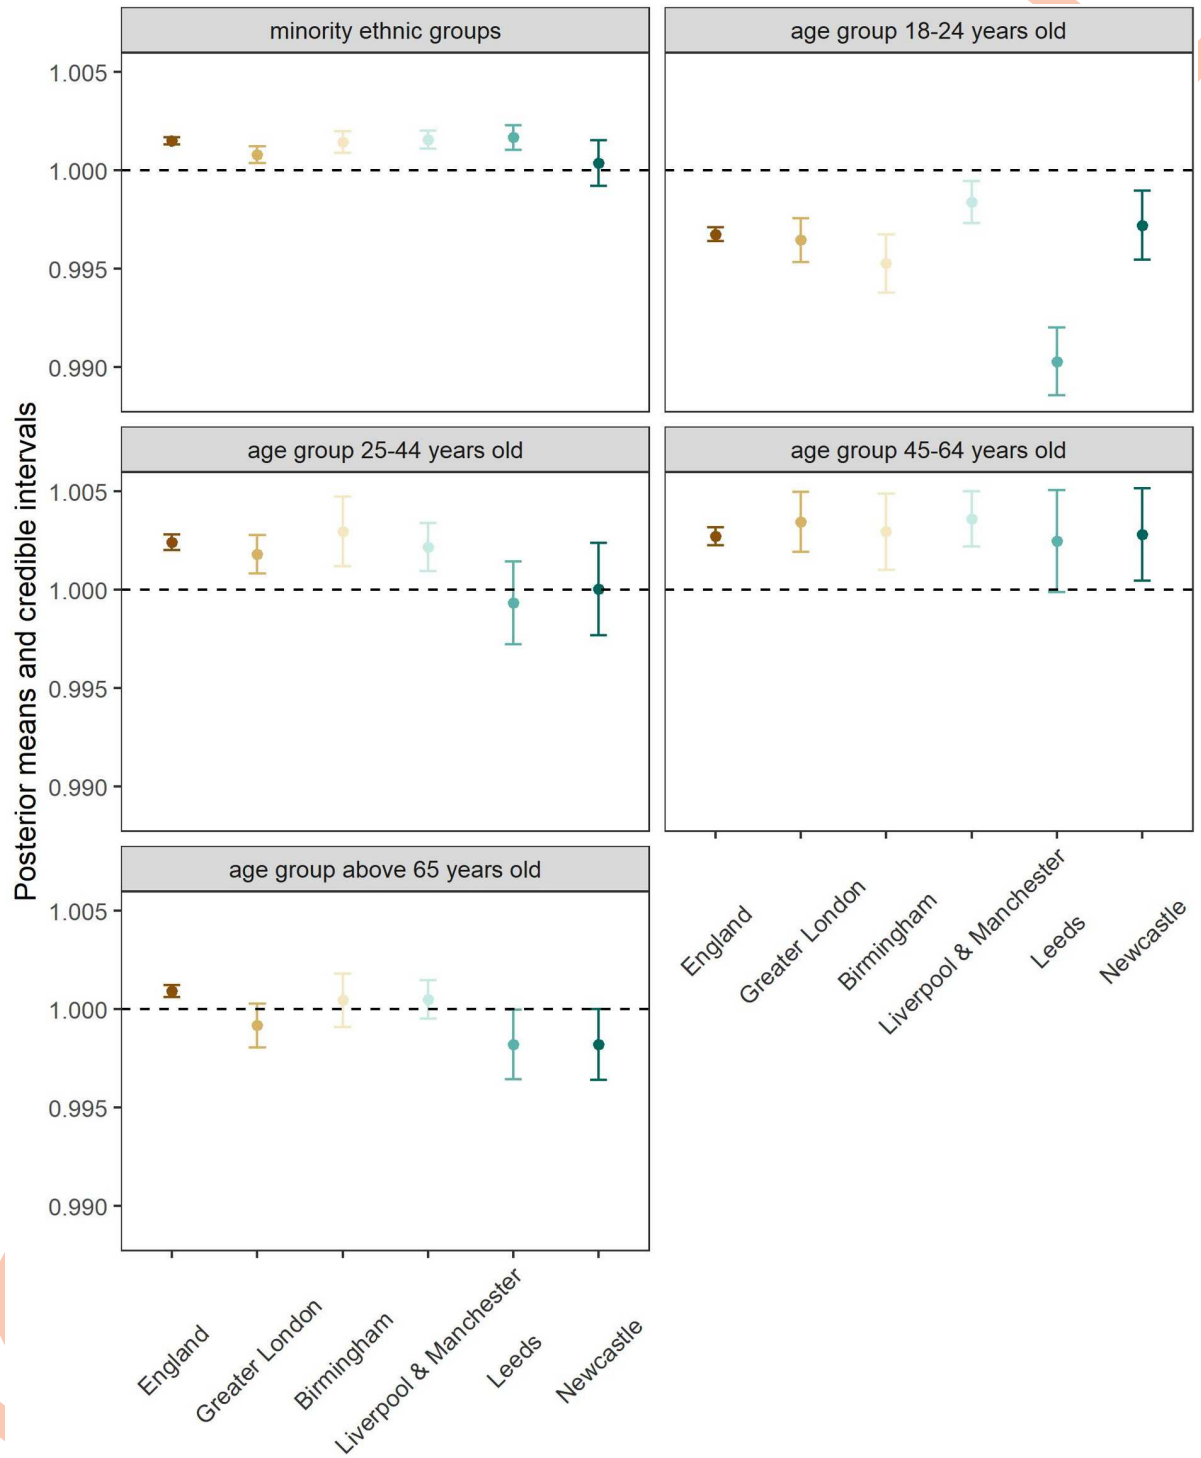 minority ethnic groups
age group 18-24 years old
1.005
1.000
0.995
0.990
Posterior means and credible intervals
age group 25-44 years old
age group 45-64 years old
1.005
1.000
0.995
0.990
age group above 65 years old
England
Greater London
Birmingham
Liverpool & Manchester
Leeds
Newcastle
1.005
1.000
0.995
0.990
England
Greater London
Birmingham
Liverpool & Manchester
Leeds
Newcastle